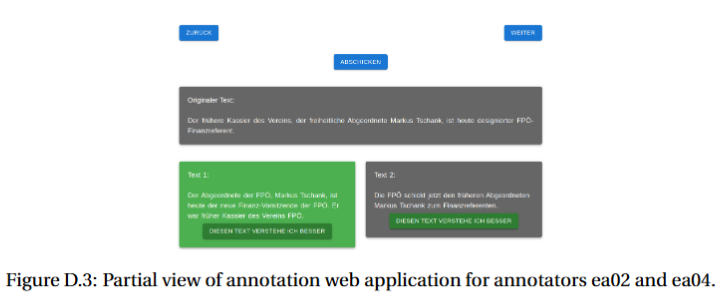 ZURÜCK
WEITER
ABSCHICKEN
Originaler Text:
Der frühere Kassier des Vereins, der freiheitliche Abgeordnete Markus Tschank, ist heute designierter FPÖ-
Finanzreferent.
Text 1:
Der Abgeordnete der FPÖ, Markus Tschank, ist
heute der neue Finanz-Vorsitzende der FPÖ. Er
war früher Kassier des Vereins FPÖ.
DIESEN TEXT VERSTEHE ICH BESSER
Text 2:
Die FPÖ schickt jetzt den früheren Abgeordneten
Markus Tschank zum Finanzreferenten.
DIESEN TEXT VERSTEHE ICH BESSER
Figure D.3: Partial view of annotation web application for annotators ea02 and ea04.